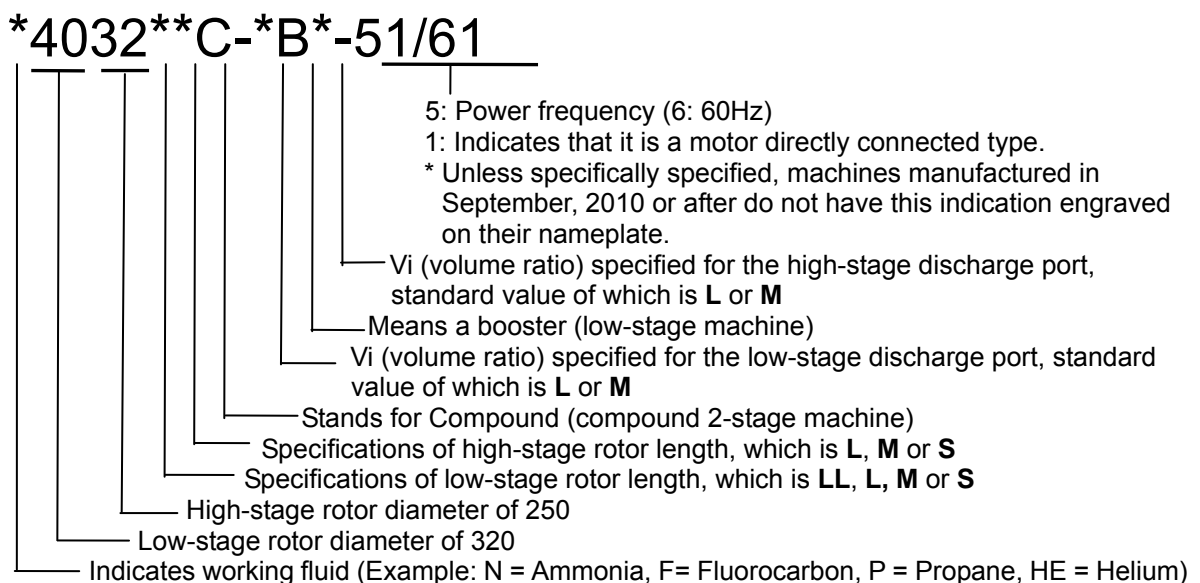 *4032**C-*B*-51/61
5: Power frequency (6: 60Hz)
1: Indicates that it is a motor directly connected type.
* Unless specifically specified, machines manufactured in
September, 2010 or after do not have this indication engraved
on their nameplate.
Vi (volume ratio) specified for the high-stage discharge port,
standard value of which is L or M
Means a booster (low-stage machine)
Vi (volume ratio) specified for the low-stage discharge port, standard
value of which is L or M
Stands for Compound (compound 2-stage machine)
Specifications of high-stage rotor length, which is L, M or S
Specifications of low-stage rotor length, which is LL, L, M or S
High-stage rotor diameter of 250
Low-stage rotor diameter of 320
Indicates working fluid (Example: N = Ammonia, F= Fluorocarbon, P = Propane, HE = Helium)